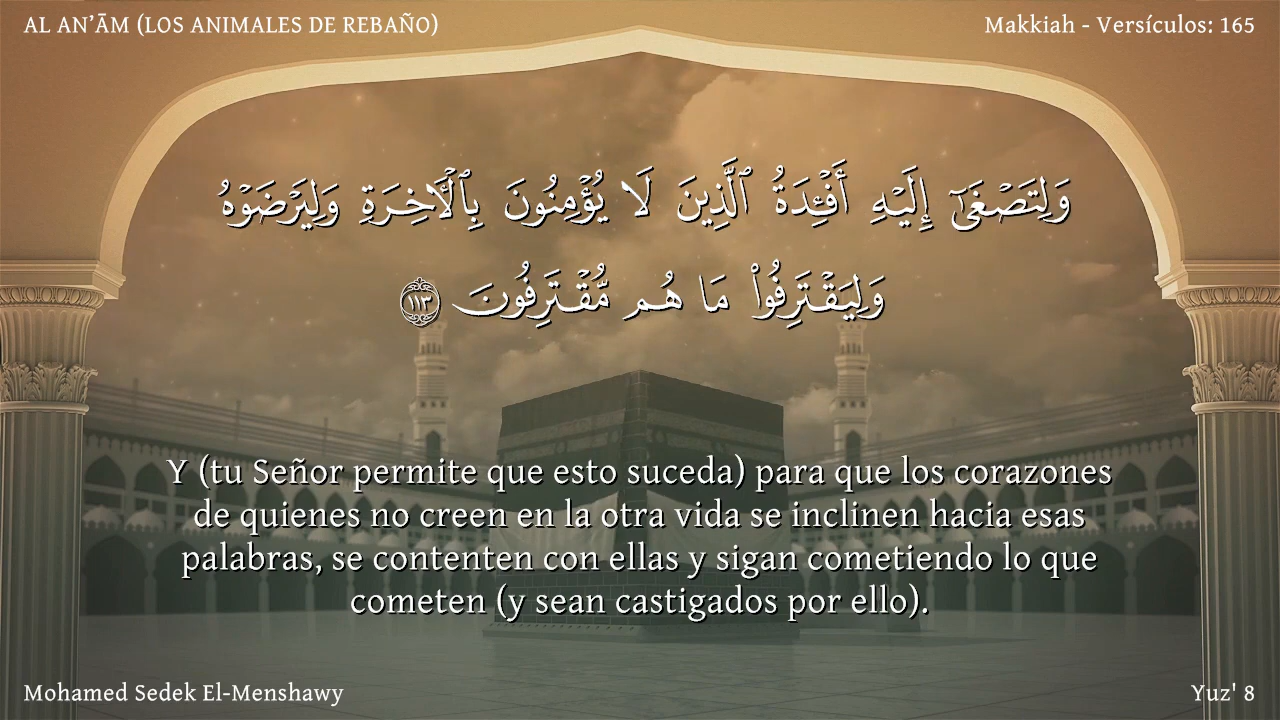 AL AN’ĀM (LOS ANIMALES DE REBAÑO)
Makkiah - Versículos: 165
وَلِتَصْغَىٰٓ إِلَيْهِ أَفْـِٔدَةُ ٱلَّذِينَ لَا يُؤْمِنُونَ بِٱلْءَاخِرَةِ وَلِيَرْضَوْهُ
وَلِيَقْتَرِفُوا۟ مَا هُم مُّقْتَرِفُونَ ١١٣
Y (tu Señor permite que esto suceda) para que los corazones
de quienes no creen en la otra vida se inclinen hacia esas
palabras, se contenten con ellas y sigan cometiendo lo que
cometen (y sean castigados por ello).
Mohamed Sedek El-Menshawy
Yuz' 8